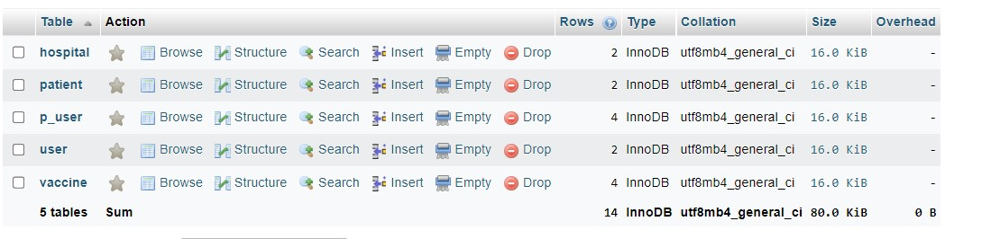 Table Action Rows Type Collation Size Overhead
hospital Browse Structure Search Insert Empty Drop 2 InnoDB utf8mb4_general_ci 16.0 KiB -
patient Browse Structure Search Insert Empty Drop 2 InnoDB utf8mb4_general_ci 16.0 KiB -
p_user Browse Structure Search Insert Empty Drop 4 InnoDB utf8mb4_general_ci 16.0 KiB -
user Browse Structure Search Insert Empty Drop 2 InnoDB utf8mb4_general_ci 16.0 KiB -
vaccine Browse Structure Search Insert Empty Drop 4 InnoDB utf8mb4_general_ci 16.0 KiB -
5 tables Sum 14 InnoDB utf8mb4_general_ci 80.0 KiB 0 B